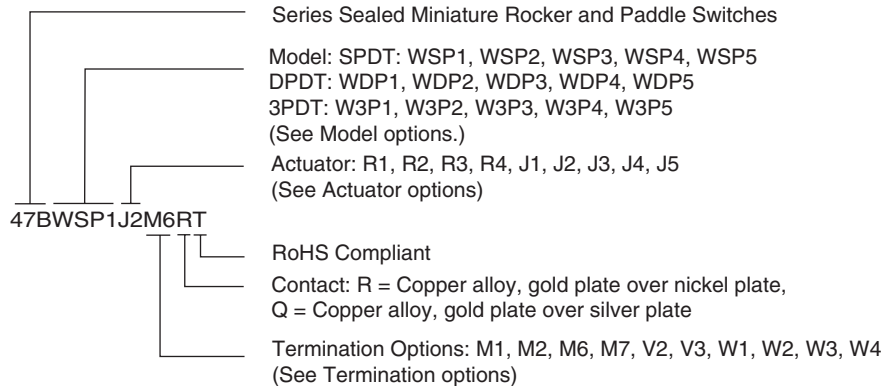 Series Sealed Miniature Rocker and Paddle Switches
Model: SPDT: WSP1, WSP2, WSP3, WSP4, WSP5
DPDT: WDP1, WDP2, WDP3, WDP4, WDP5
3PDT: W3P1, W3P2, W3P3, W3P4, W3P5
(See Model options.)
Actuator: R1, R2, R3, R4, J1, J2, J3, J4, J5
(See Actuator options)
47BWSP1J2M6RT
RoHS Compliant
Contact: R = Copper alloy, gold plate over nickel plate,
Q = Copper alloy, gold plate over silver plate
Termination Options: M1, M2, M6, M7, V2, V3, W1, W2, W3, W4
(See Termination options)